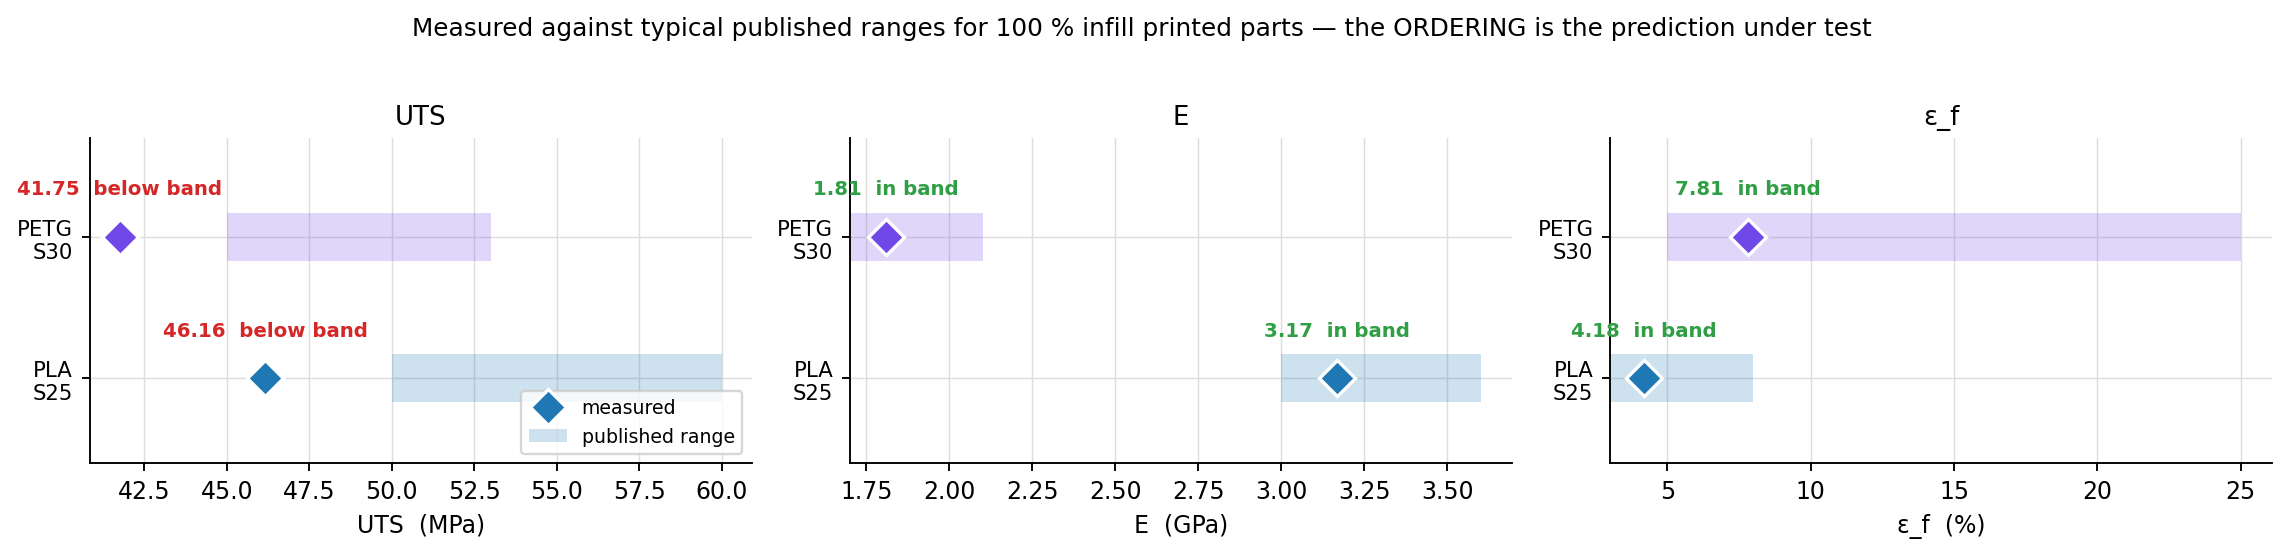 Measured against typical published ranges for 100 % infill printed parts — the ORDERING is the prediction under test
UTS
41.75  below band
PETG
S30
46.16  below band
PLA
S25
measured
published range
42.5 45.0 47.5 50.0 52.5 55.0 57.5 60.0
UTS  (MPa)
E
1.81  in band
PETG
S30
3.17  in band
PLA
S25
1.75 2.00 2.25 2.50 2.75 3.00 3.25 3.50
E  (GPa)
ε_f
7.81  in band
PETG
S30
4.18  in band
PLA
S25
5 10 15 20 25
ε_f  (%)